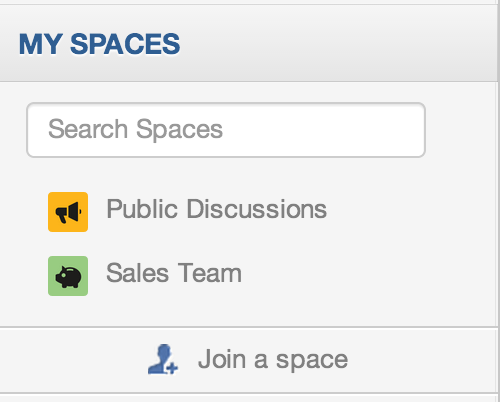 MY SPACES
Search Spaces
Public Discussions
Sales Team
Join a space